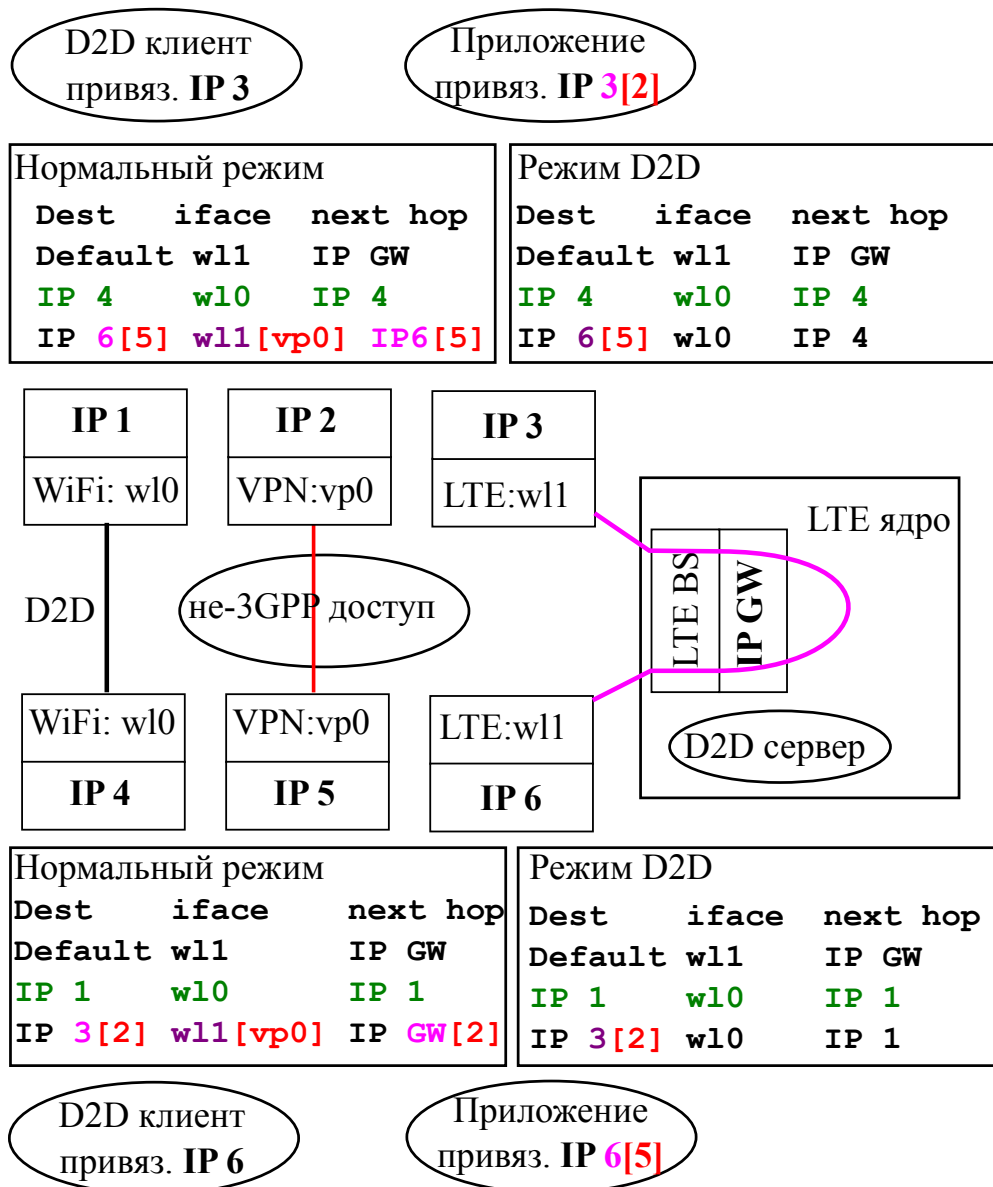 D2D клиент
привяз. IP 3
Приложение
привяз. IP 3[2]
Нормальный режим
Dest iface next hop
Default wl1 IP GW
IP 4 wl0 IP 4
IP 6[5] wl1[vp0] IP6[5]
Режим D2D
Dest iface next hop
Default wl1 IP GW
IP 4 wl0 IP 4
IP 6[5] wl0 IP 4
IP 1
WiFi: wl0
IP 2
VPN:vp0
IP 3
LTE:wl1
LTE ядро
LTE BS
IP GW
D2D
не-3GPP доступ
WiFi: wl0
IP 4
VPN:vp0
IP 5
LTE:wl1
IP 6
D2D сервер
Нормальный режим
Dest iface next hop
Default wl1 IP GW
IP 1 wl0 IP 1
IP 3[2] wl1[vp0] IP GW[2]
Режим D2D
Dest iface next hop
Default wl1 IP GW
IP 1 wl0 IP 1
IP 3[2] wl0 IP 1
D2D клиент
привяз. IP 6
Приложение
привяз. IP 6[5]